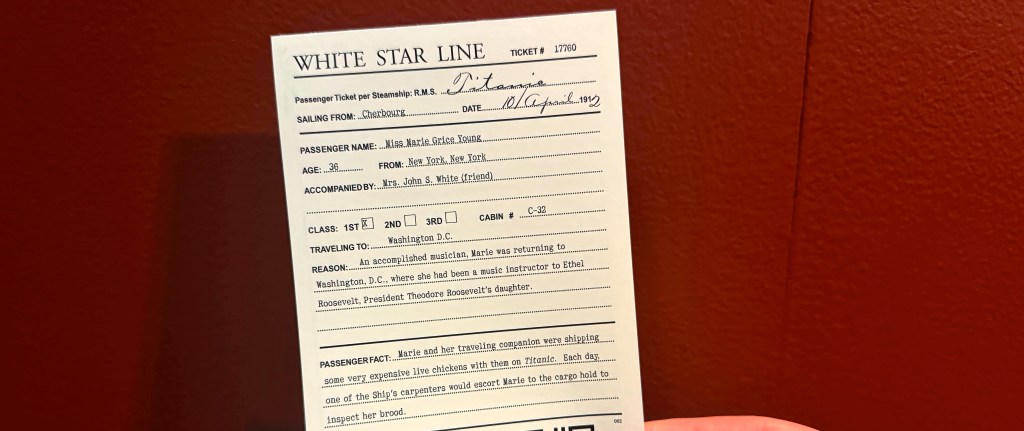 WHITE STAR LINE TICKET # 17760
Passenger Ticket per Steamship: R.M.S. Titanic
SAILING FROM: Cherbourg DATE 10/April 1912
PASSENGER NAME: Miss Marie Grice Young
AGE: 36 FROM: New York, New York
ACCOMPANIED BY: Mrs. John S. White (friend)
CLASS: 1ST X 2ND 3RD CABIN # C-32
TRAVELING TO: Washington D.C.
REASON: An accomplished musician, Marie was returning to
Washington, D.C., where she had been a music instructor to Ethel
Roosevelt, President Theodore Roosevelt's daughter.
PASSENGER FACT: Marie and her traveling companion were shipping
some very expensive live chickens with them on Titanic. Each day,
one of the Ship's carpenters would escort Marie to the cargo hold to
inspect her brood.